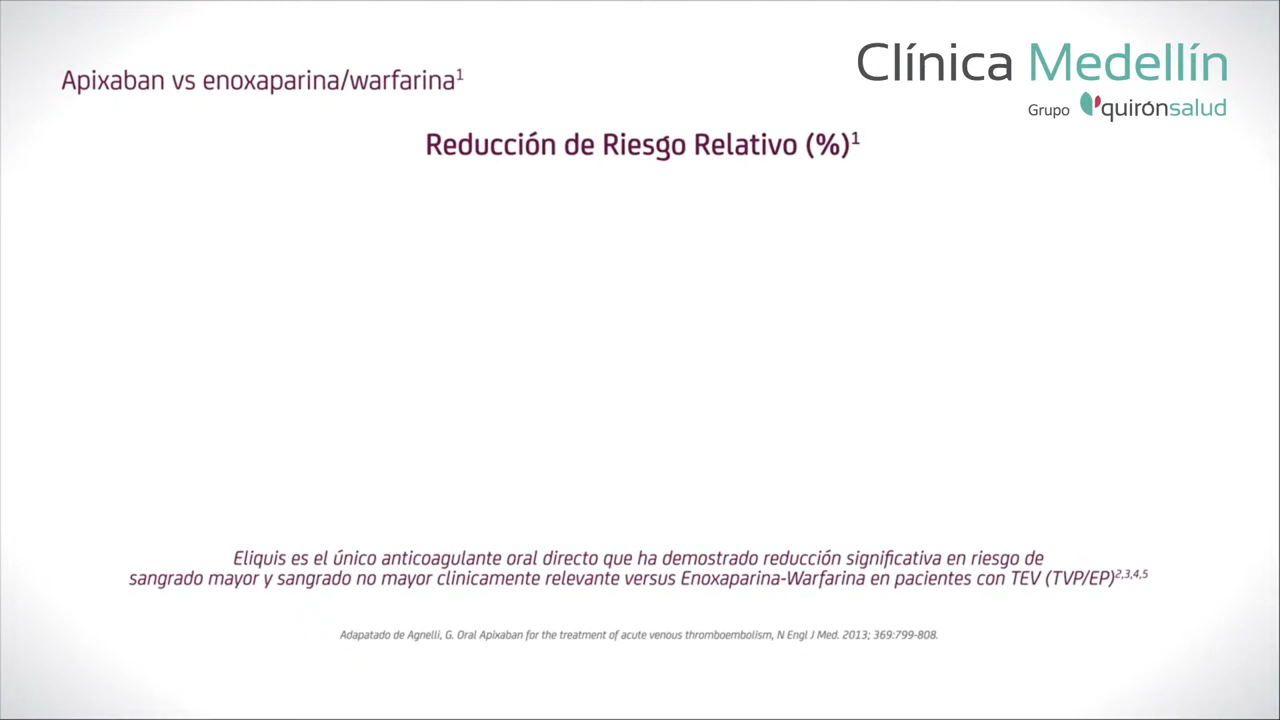 Clínica Medellín
Grupo quirónsalud
Apixaban vs enoxaparina/warfarina¹
Reducción de Riesgo Relativo (%)¹
Eliquis es el único anticoagulante oral directo que ha demostrado reducción significativa en riesgo de
sangrado mayor y sangrado no mayor clinicamente relevante versus Enoxaparina-Warfarina en pacientes con TEV (TVP/EP)²,³,⁴,⁵
Adapatado de Agnelli, G. Oral Apixaban for the treatment of acute venous thromboembolism, N Engl J Med. 2013; 369:799-808.